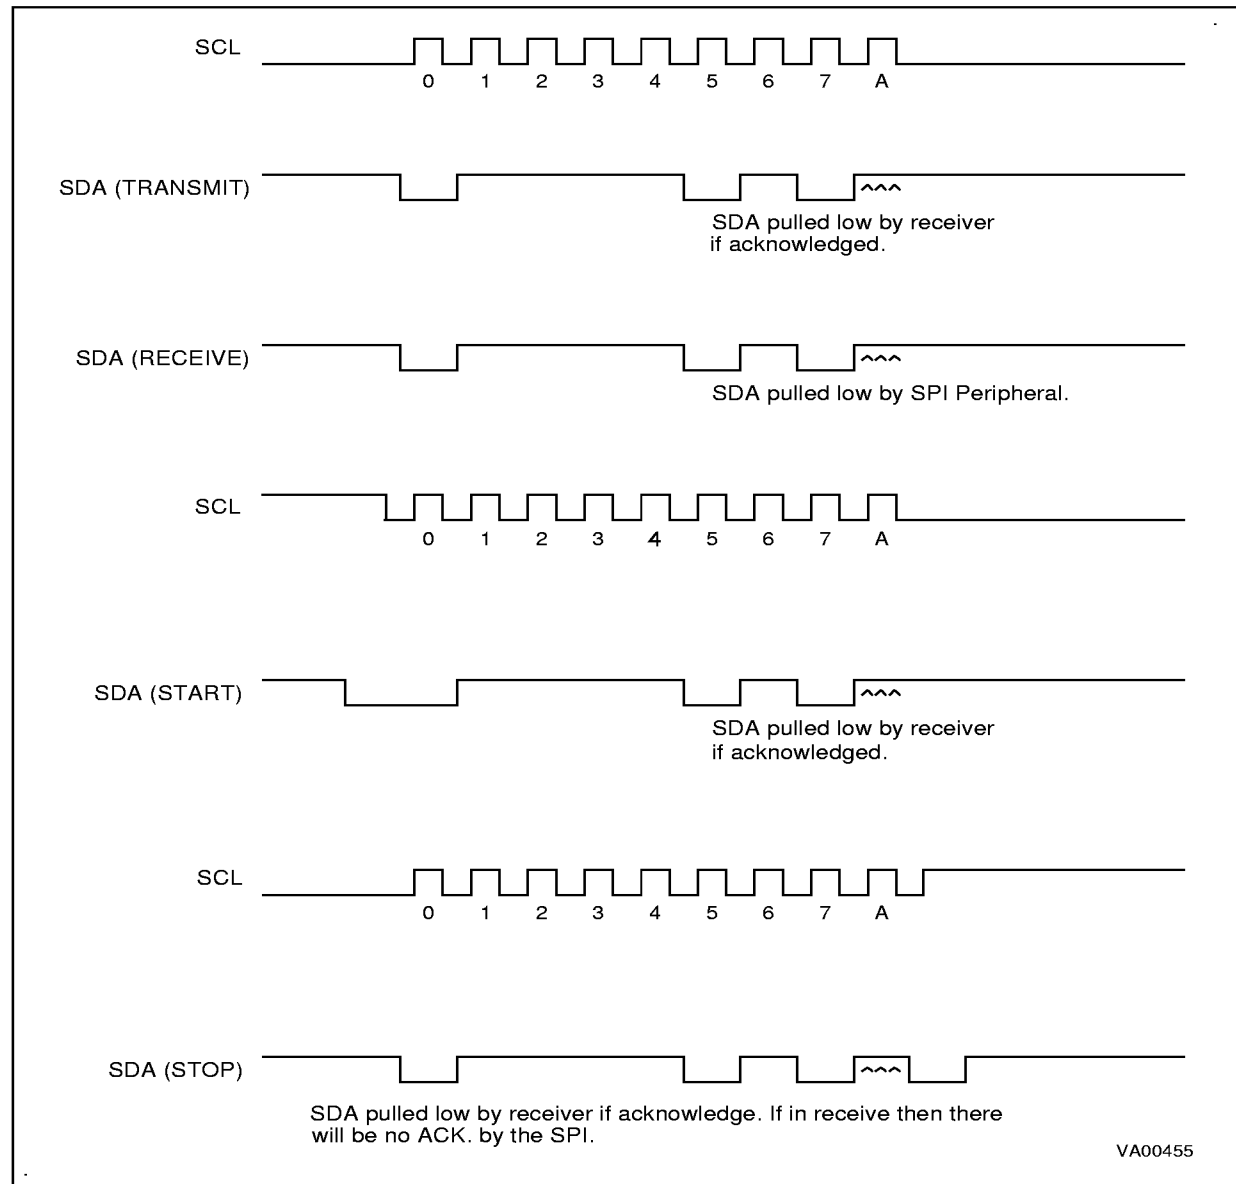 SCL
0 1 2 3 4 5 6 7 A
SDA (TRANSMIT)
SDA pulled low by receiver
if acknowledged.
SDA (RECEIVE)
SDA pulled low by SPI Peripheral.
SCL
0 1 2 3 4 5 6 7 A
SDA (START)
SDA pulled low by receiver
if acknowledged.
SCL
0 1 2 3 4 5 6 7 A
SDA (STOP)
SDA pulled low by receiver if acknowledge. If in receive then there
will be no ACK. by the SPI.
VA00455